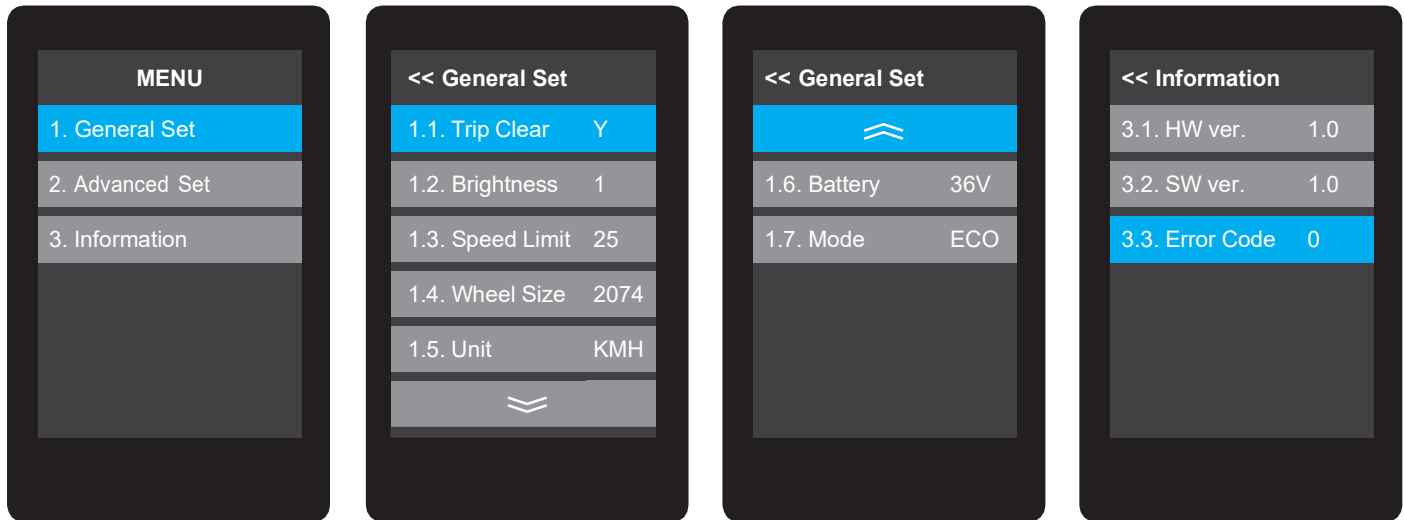 MENU
1. General Set
2. Advanced Set
3. Information
<< General Set
1.1. Trip Clear Y
1.2. Brightness 1
1.3. Speed Limit 25
1.4. Wheel Size 2074
1.5. Unit KMH
<< General Set
1.6. Battery 36V
1.7. Mode ECO
<< Information
3.1. HW ver. 1.0
3.2. SW ver. 1.0
3.3. Error Code 0